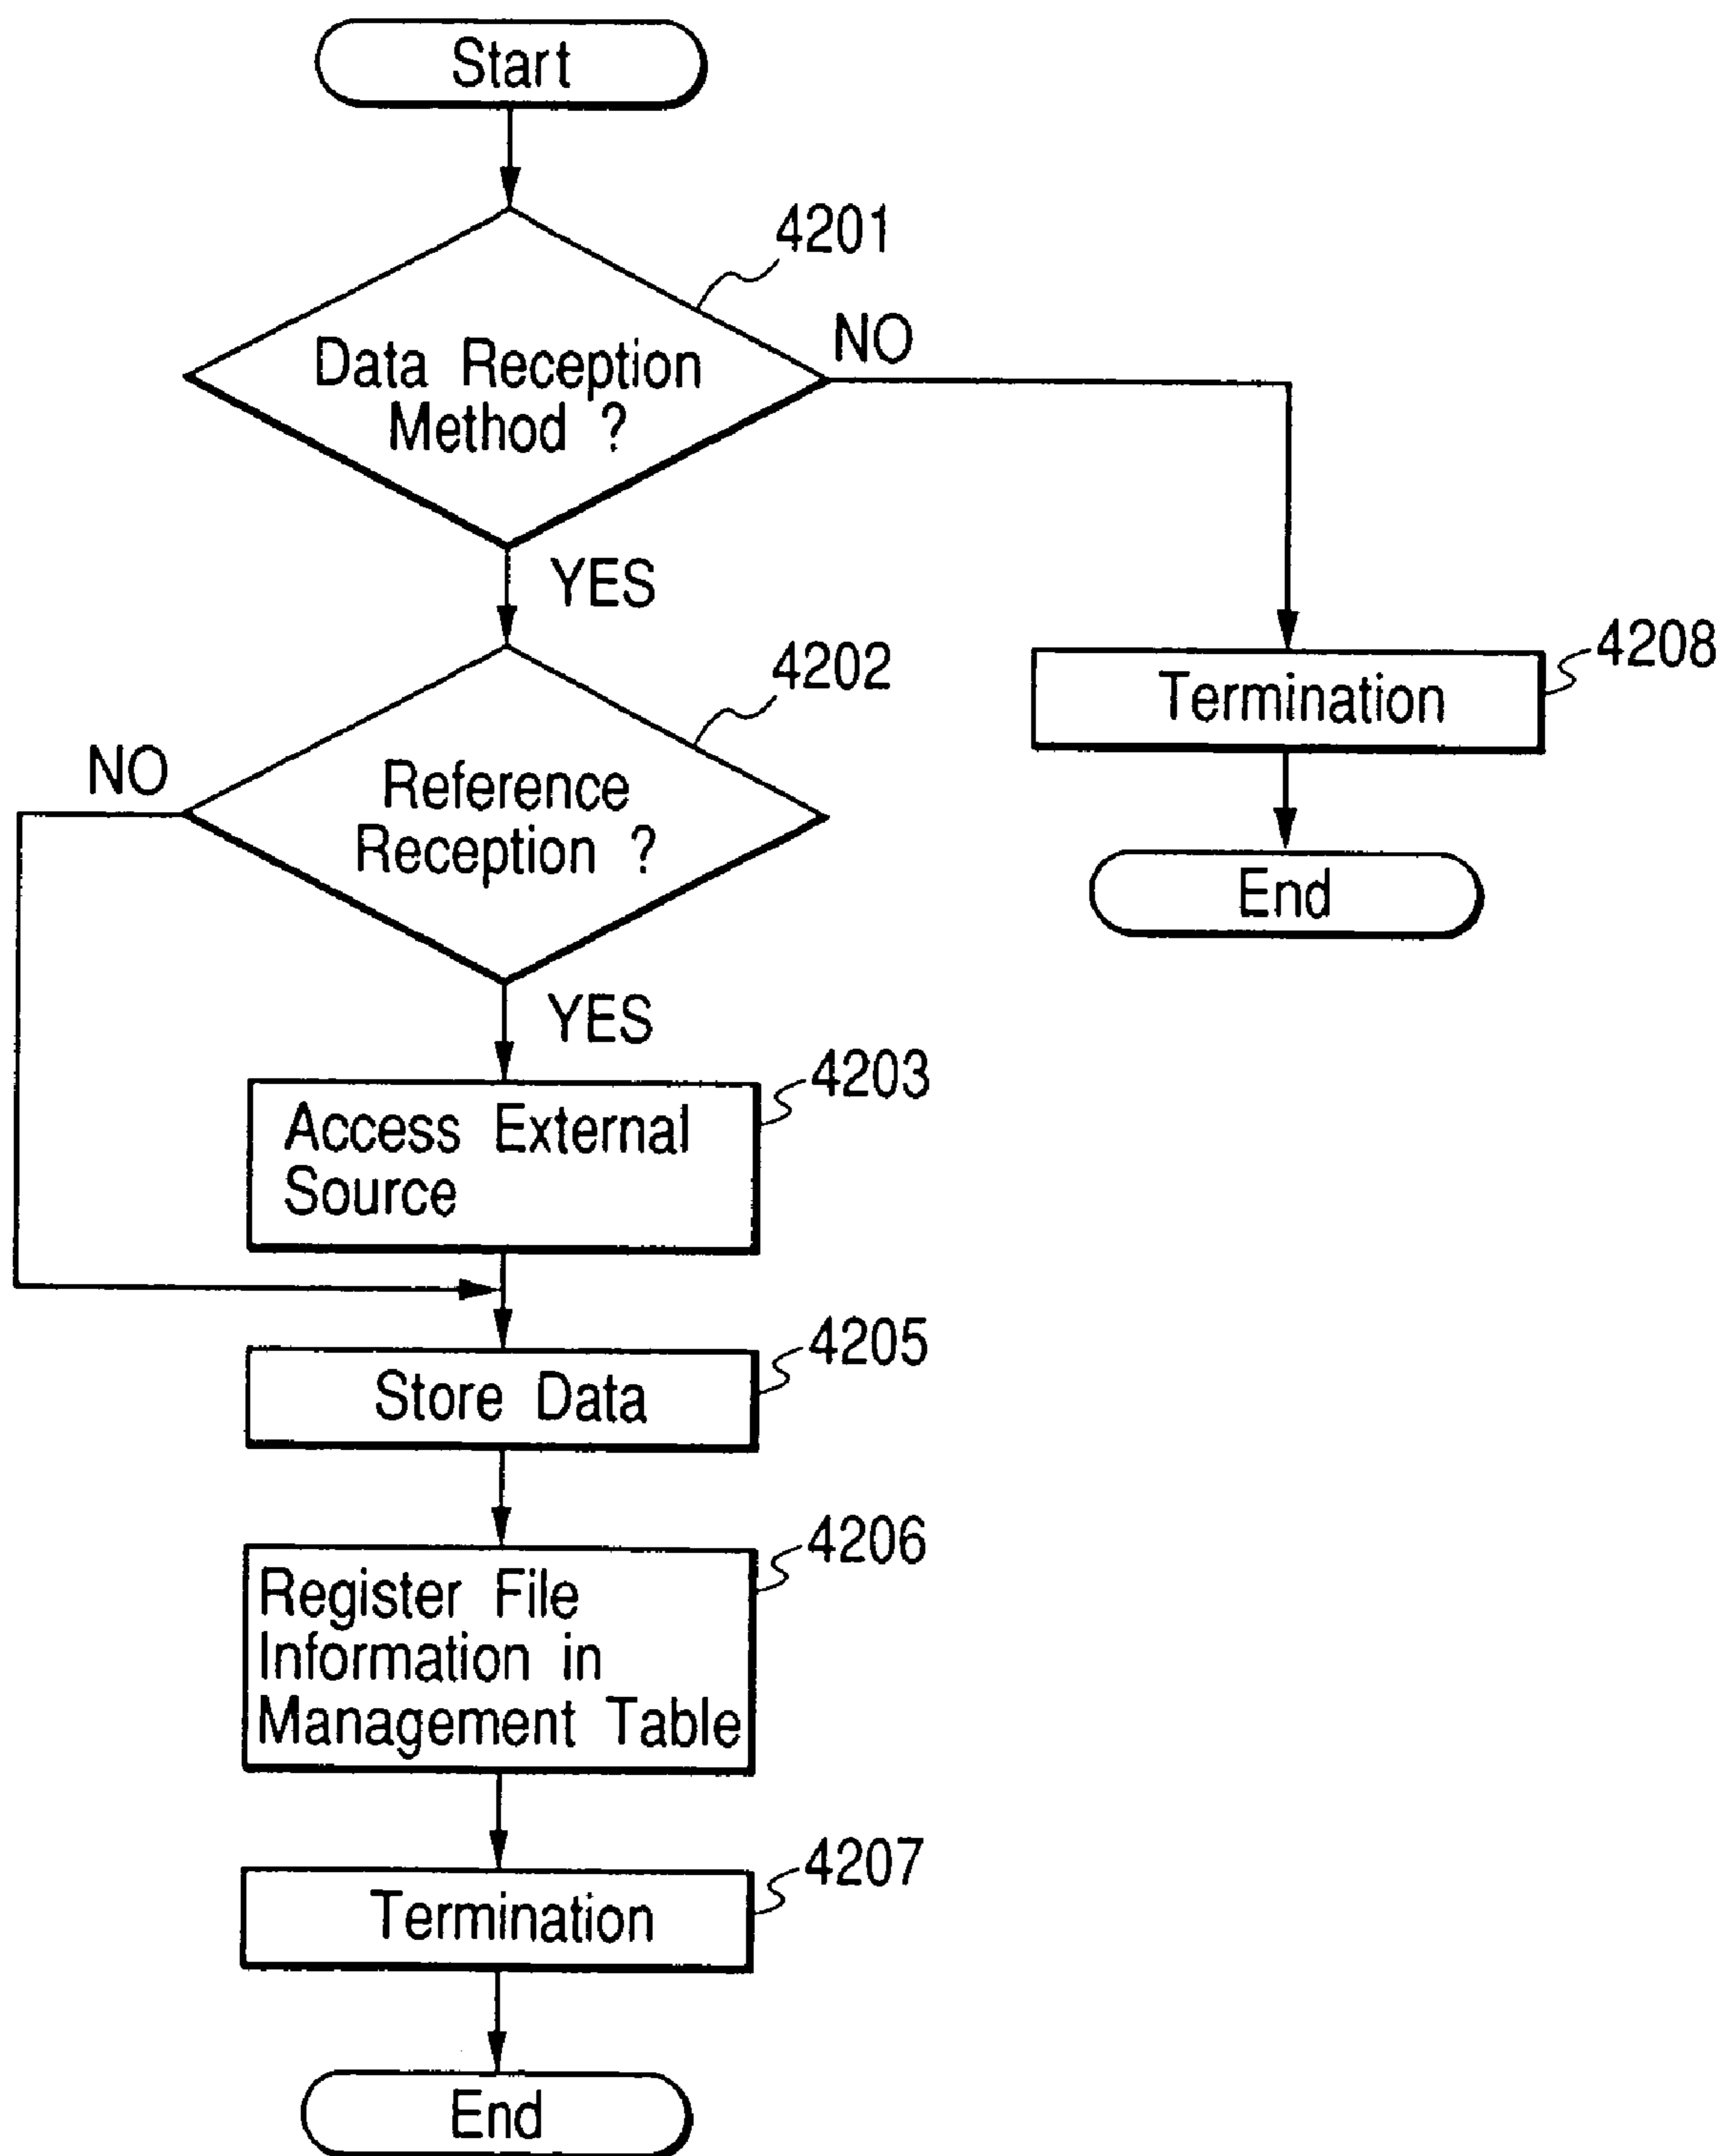 Start
4201
Data Reception
Method ?
NO
YES
4202
NO
Reference
Reception ?
4208
Termination
End
YES
4203
Access External
Source
4205
Store Data
4206
Register File
Information in
Management Table
4207
Termination
End